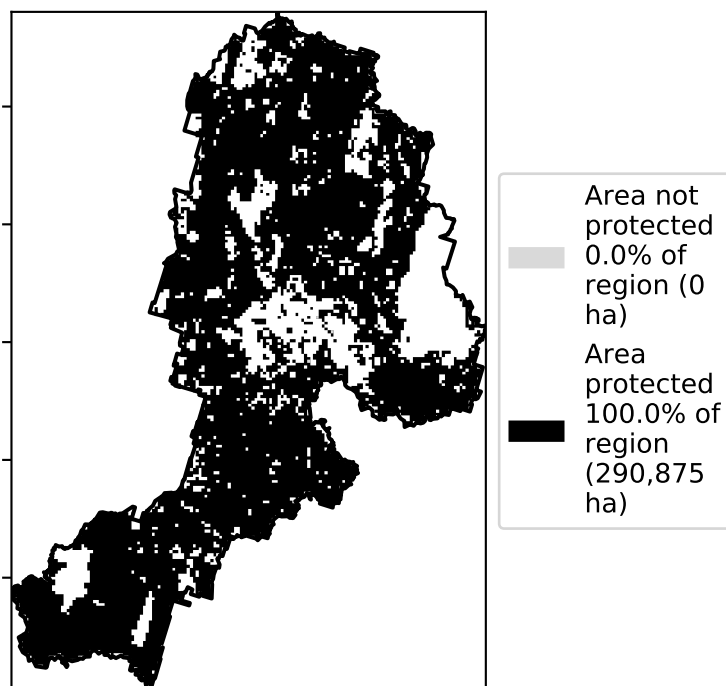 Area not
protected
0.0% of
region (0
ha)
Area
protected
100.0% of
region
(290,875
ha)